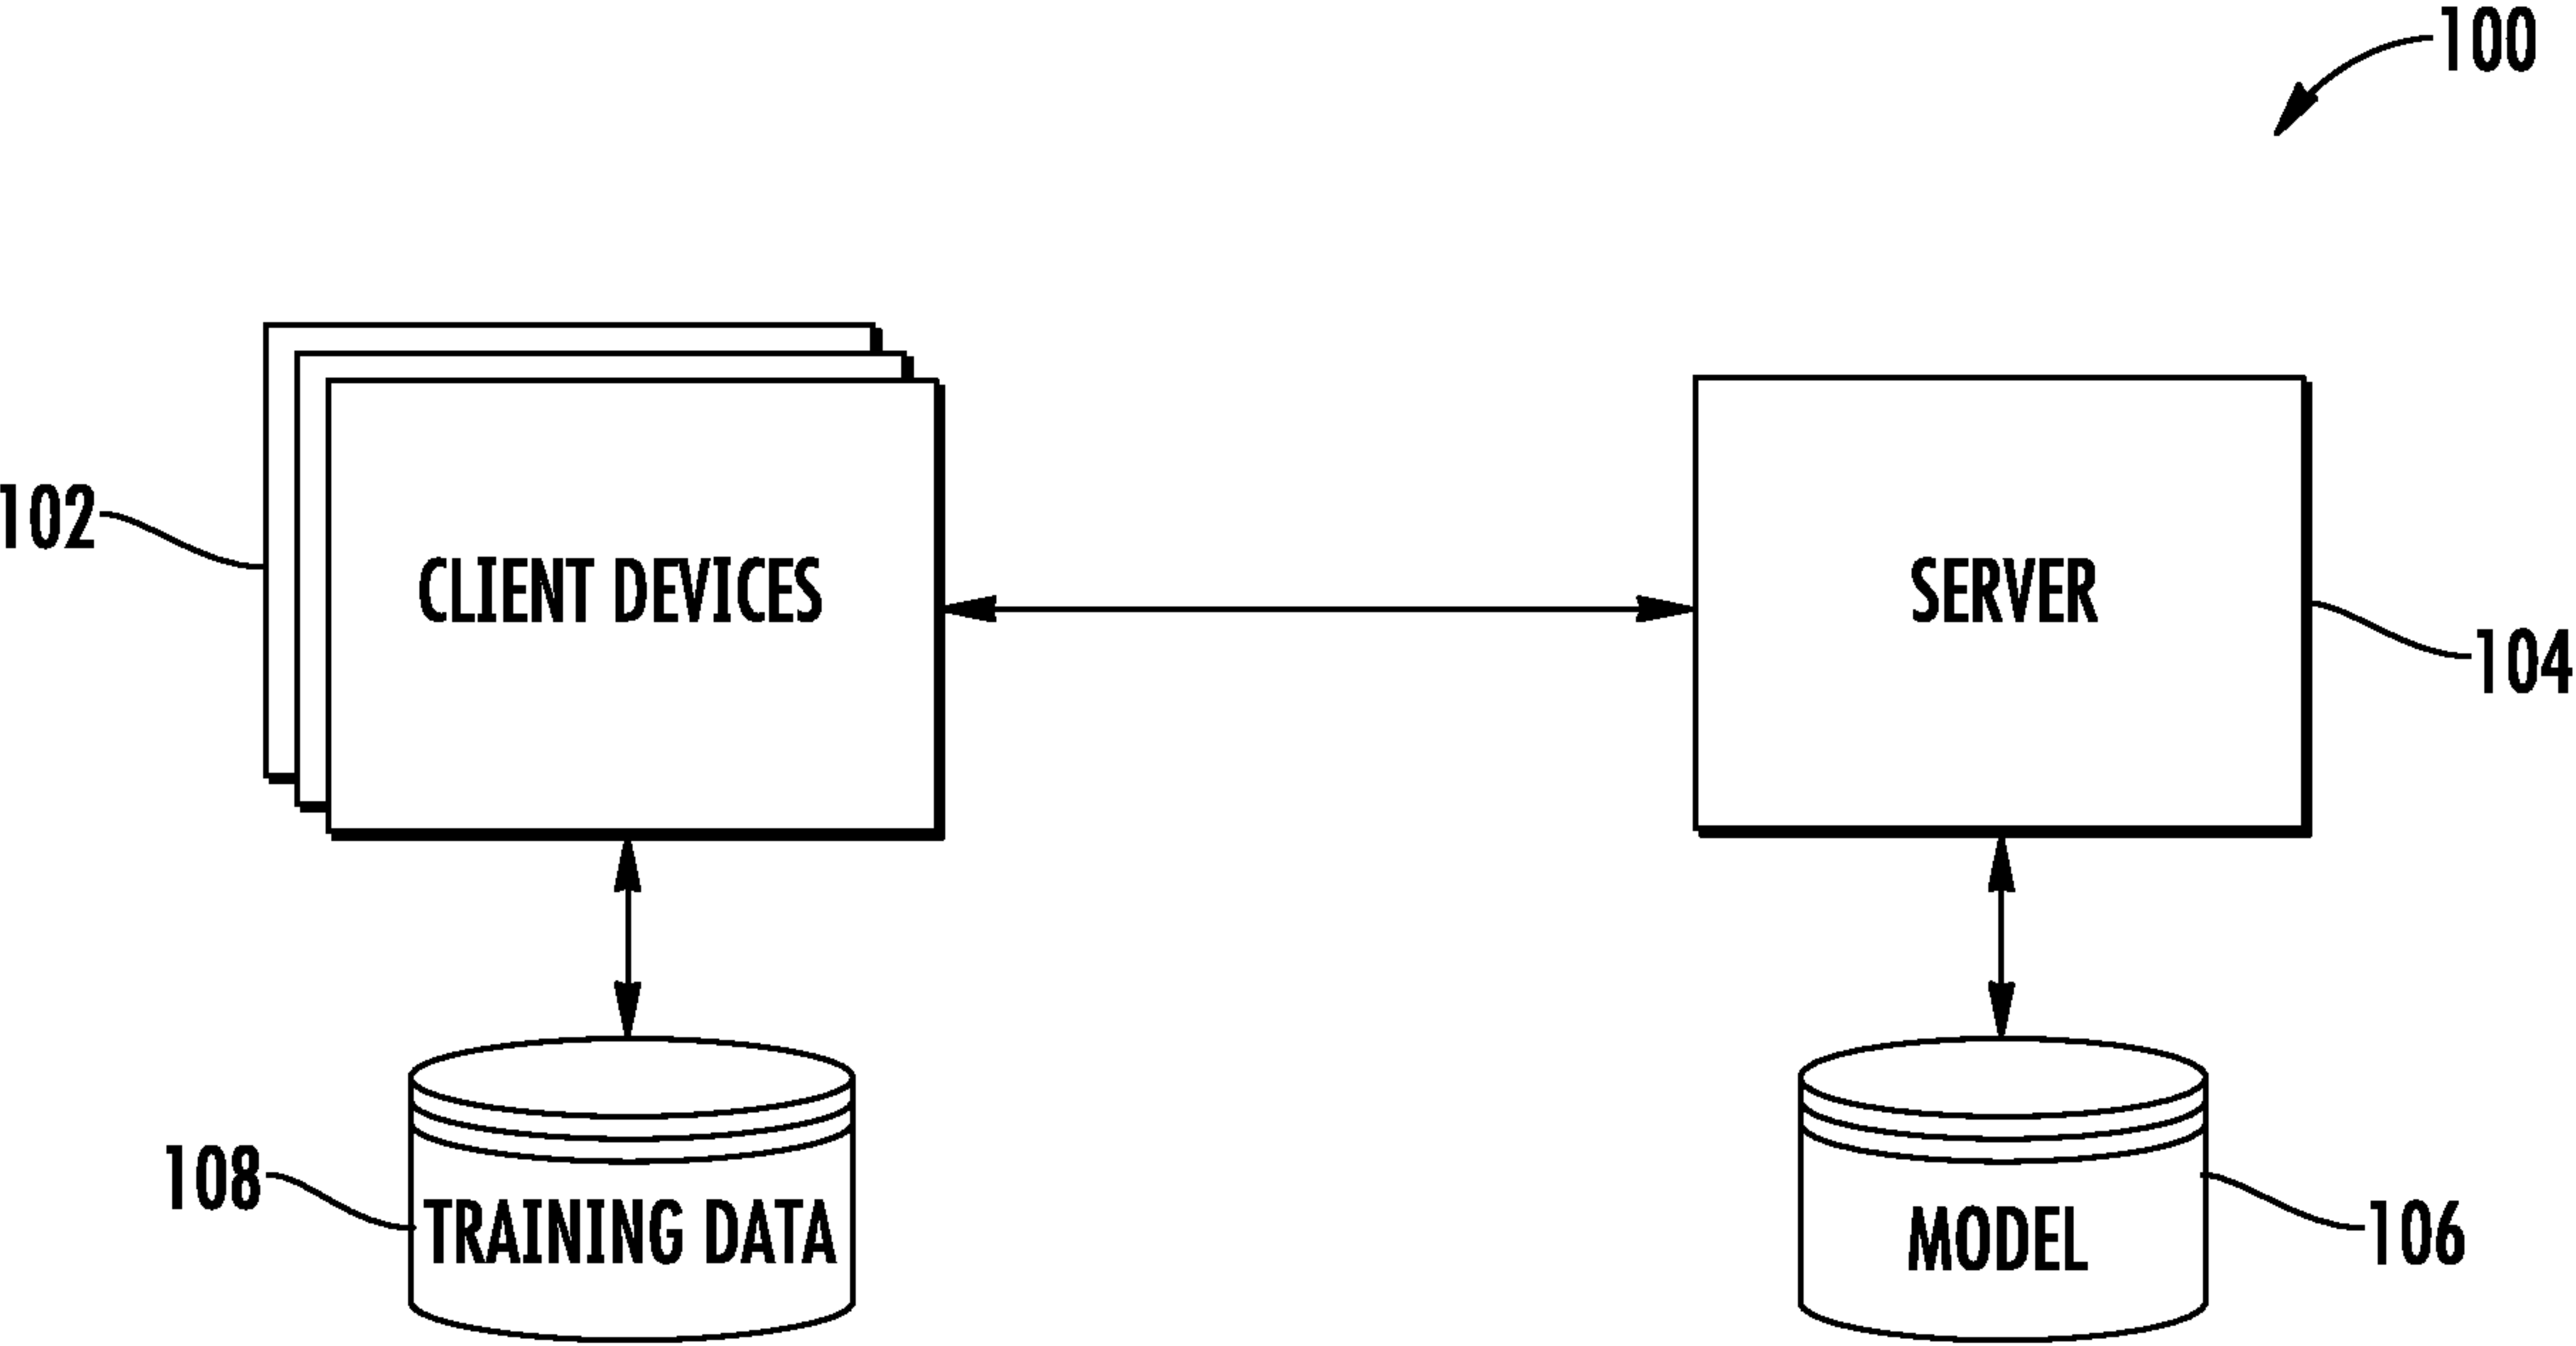 100
102
CLIENT DEVICES
SERVER
104
108
TRAINING DATA
MODEL
106